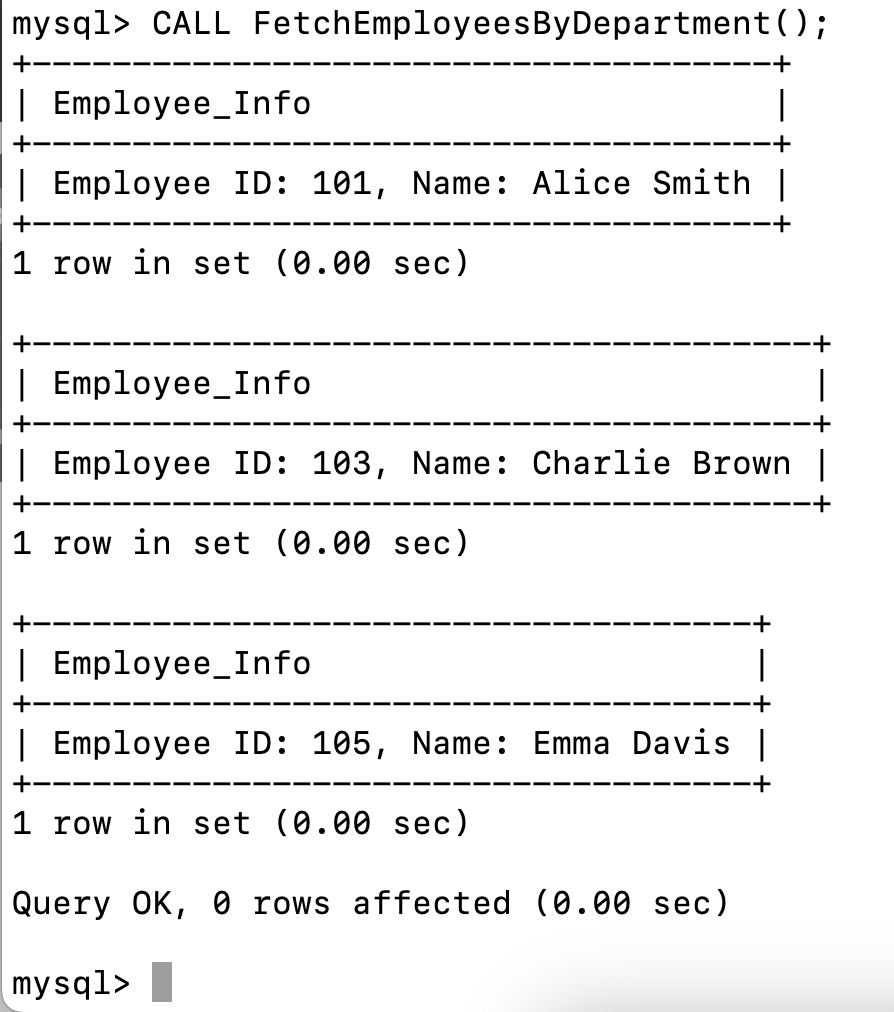 mysql> CALL FetchEmployeesByDepartment();
+-------------------------------------+
| Employee_Info                       |
+-------------------------------------+
| Employee ID: 101, Name: Alice Smith |
+-------------------------------------+
1 row in set (0.00 sec)

+---------------------------------------+
| Employee_Info                         |
+---------------------------------------+
| Employee ID: 103, Name: Charlie Brown |
+---------------------------------------+
1 row in set (0.00 sec)

+------------------------------------+
| Employee_Info                      |
+------------------------------------+
| Employee ID: 105, Name: Emma Davis |
+------------------------------------+
1 row in set (0.00 sec)

Query OK, 0 rows affected (0.00 sec)

mysql>